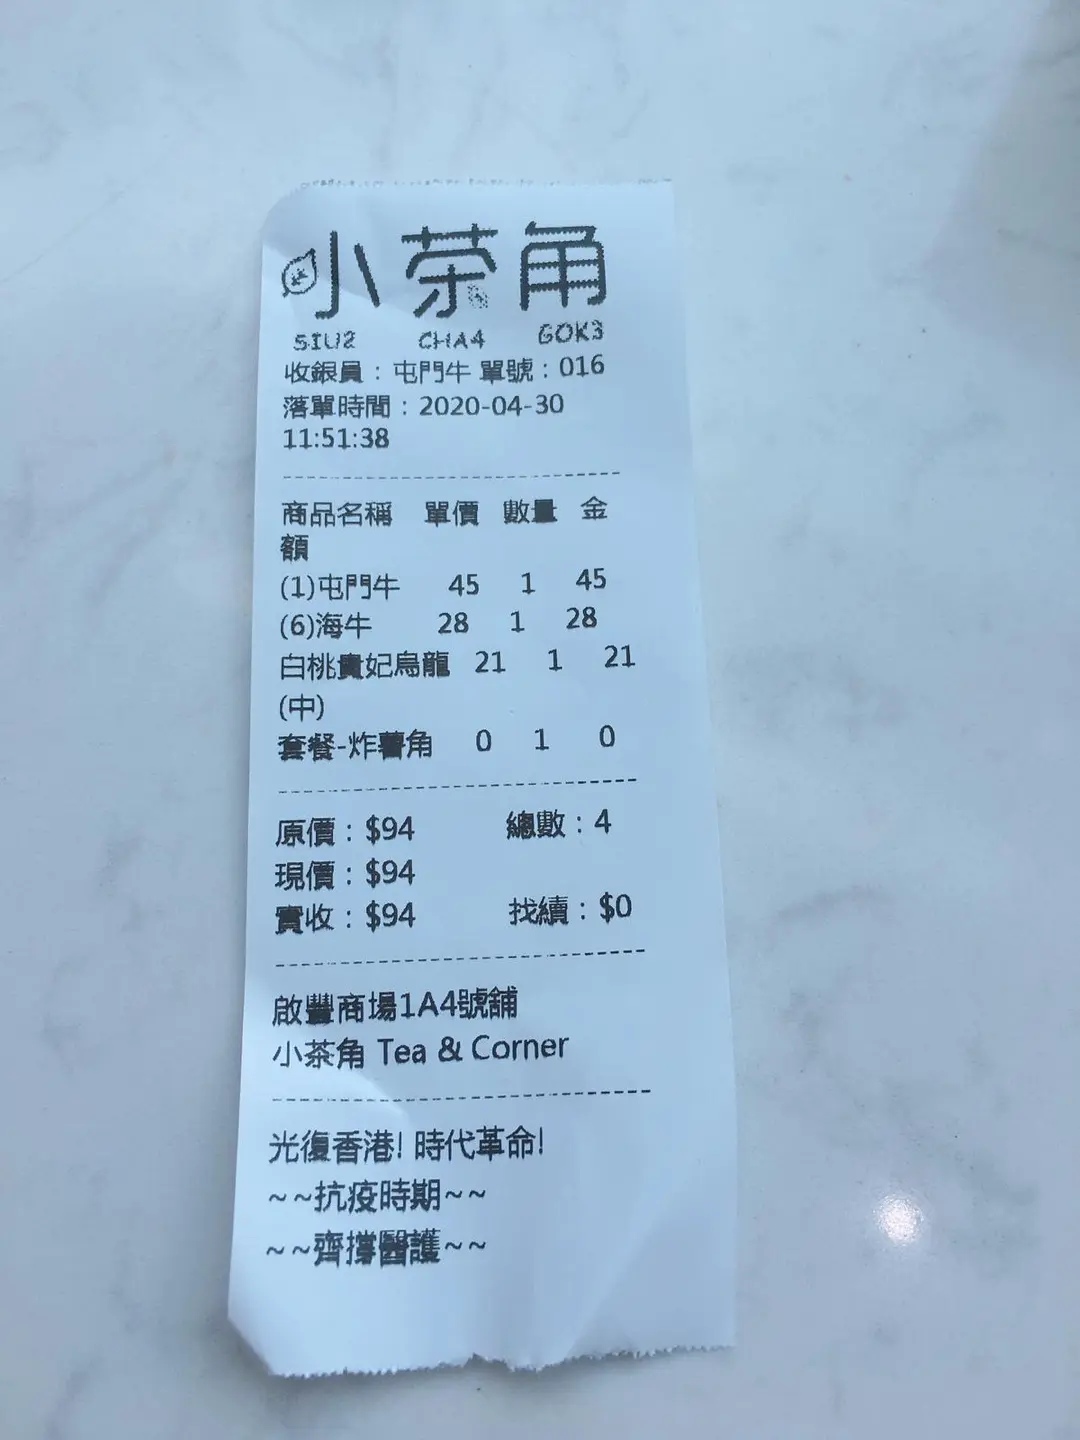 小茶角
SIU2 CHA4 GOK3
收銀員：屯門牛 單號：016
落單時間：2020-04-30
11:51:38
商品名稱 單價 數量 金
額
(1)屯門牛 45 1 45
(6)海牛 28 1 28
白桃貴妃烏龍 21 1 21
(中)
套餐-炸薯角 0 1 0
原價：$94 總數：4
現價：$94
實收：$94 找續：$0
啟豐商場1A4號舖
小茶角 Tea & Corner
光復香港! 時代革命!
~~抗疫時期~~
~~齊撐醫護~~